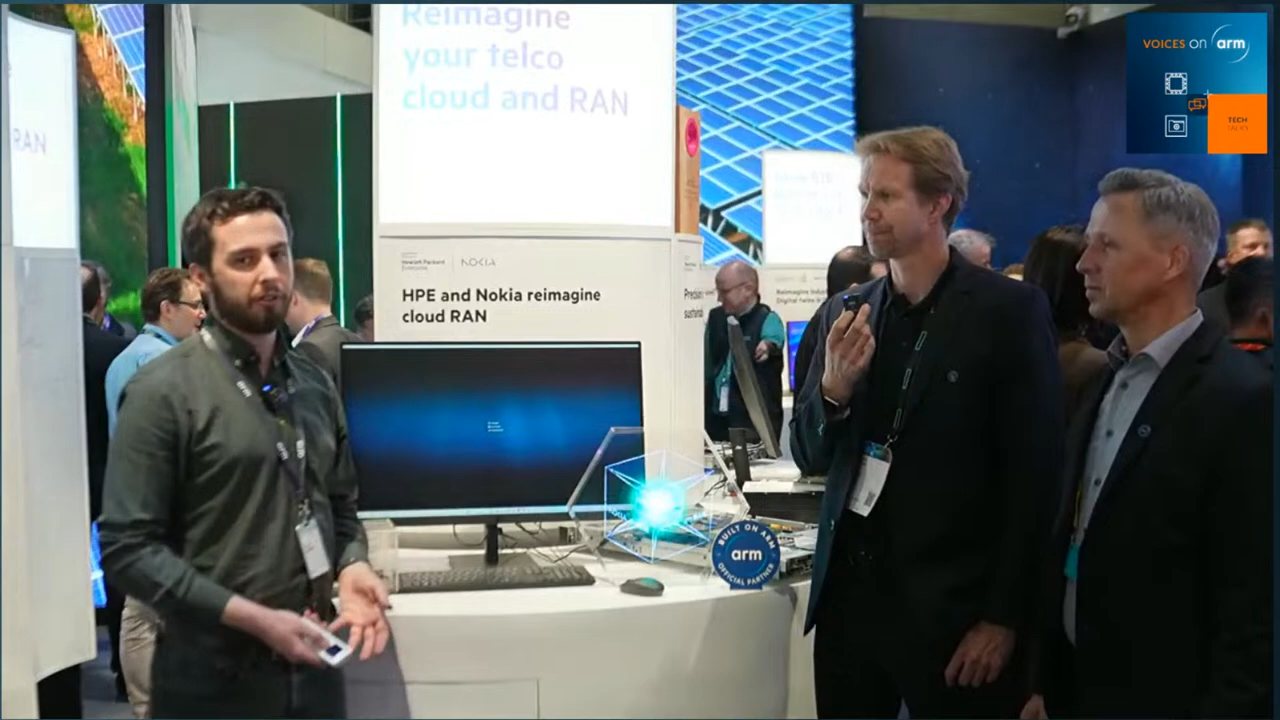 Reimagine
your telco
cloud and RAN
RAN
VOICES on arm
TECH
TALKS
Hewlett Packard
Enterprise
NOKIA
HPE and Nokia reimagine
cloud RAN
BUILT ON ARM
arm
OFFICIAL PARTNER